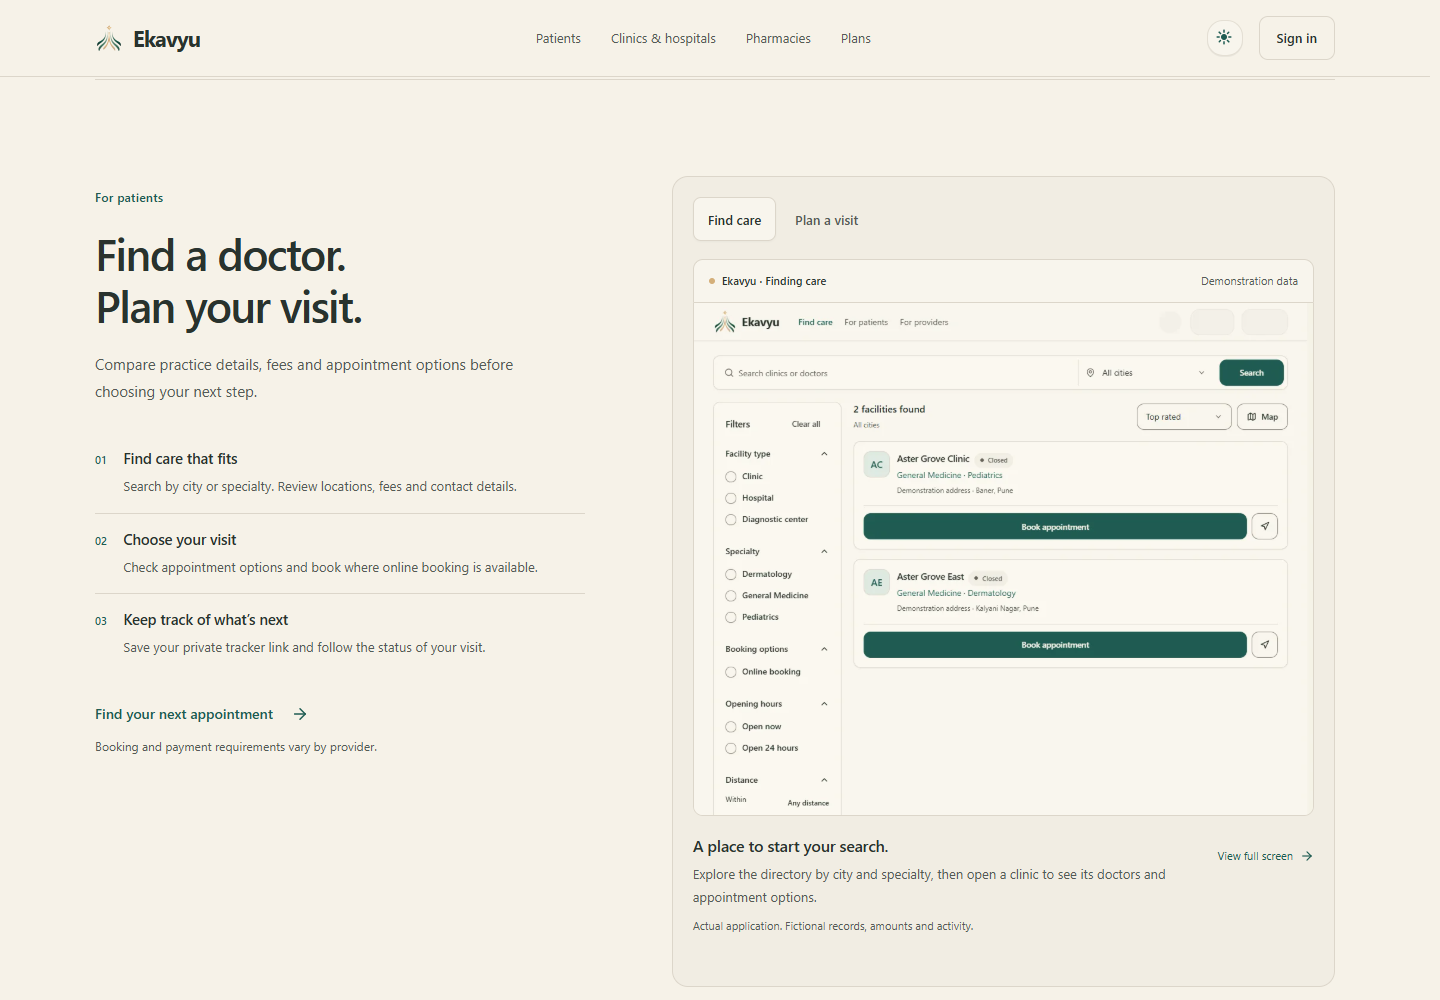 Ekavyu
Patients
Clinics & hospitals
Pharmacies
Plans
Sign in
For patients
Find a doctor.
Plan your visit.
Compare practice details, fees and appointment options before
choosing your next step.
01 Find care that fits
Search by city or specialty. Review locations, fees and contact details.
02 Choose your visit
Check appointment options and book where online booking is available.
03 Keep track of what’s next
Save your private tracker link and follow the status of your visit.
Find your next appointment
Booking and payment requirements vary by provider.
Find care
Plan a visit
Ekavyu · Finding care
Demonstration data
Ekavyu
Find care
For patients
For providers
Search clinics or doctors
All cities
Search
Filters
Clear all
Facility type
Clinic
Hospital
Diagnostic center
Specialty
Dermatology
General Medicine
Pediatrics
Booking options
Online booking
Opening hours
Open now
Open 24 hours
Distance
Within
Any distance
2 facilities found
All cities
Top rated
Map
AC
Aster Grove Clinic
Closed
General Medicine · Pediatrics
Demonstration address · Baner, Pune
Book appointment
AE
Aster Grove East
Closed
General Medicine · Dermatology
Demonstration address · Kalyani Nagar, Pune
Book appointment
A place to start your search.
Explore the directory by city and specialty, then open a clinic to see its doctors and
appointment options.
View full screen
Actual application. Fictional records, amounts and activity.